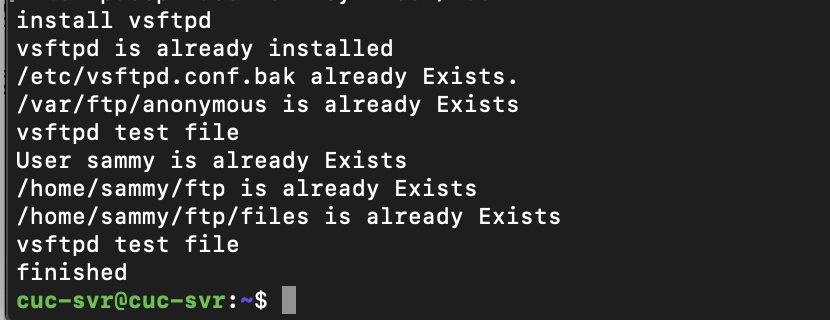 install vsftpd
vsftpd is already installed
/etc/vsftpd.conf.bak already Exists.
/var/ftp/anonymous is already Exists
vsftpd test file
User sammy is already Exists
/home/sammy/ftp is already Exists
/home/sammy/ftp/files is already Exists
vsftpd test file
finished
cuc-svr@cuc-svr:~$